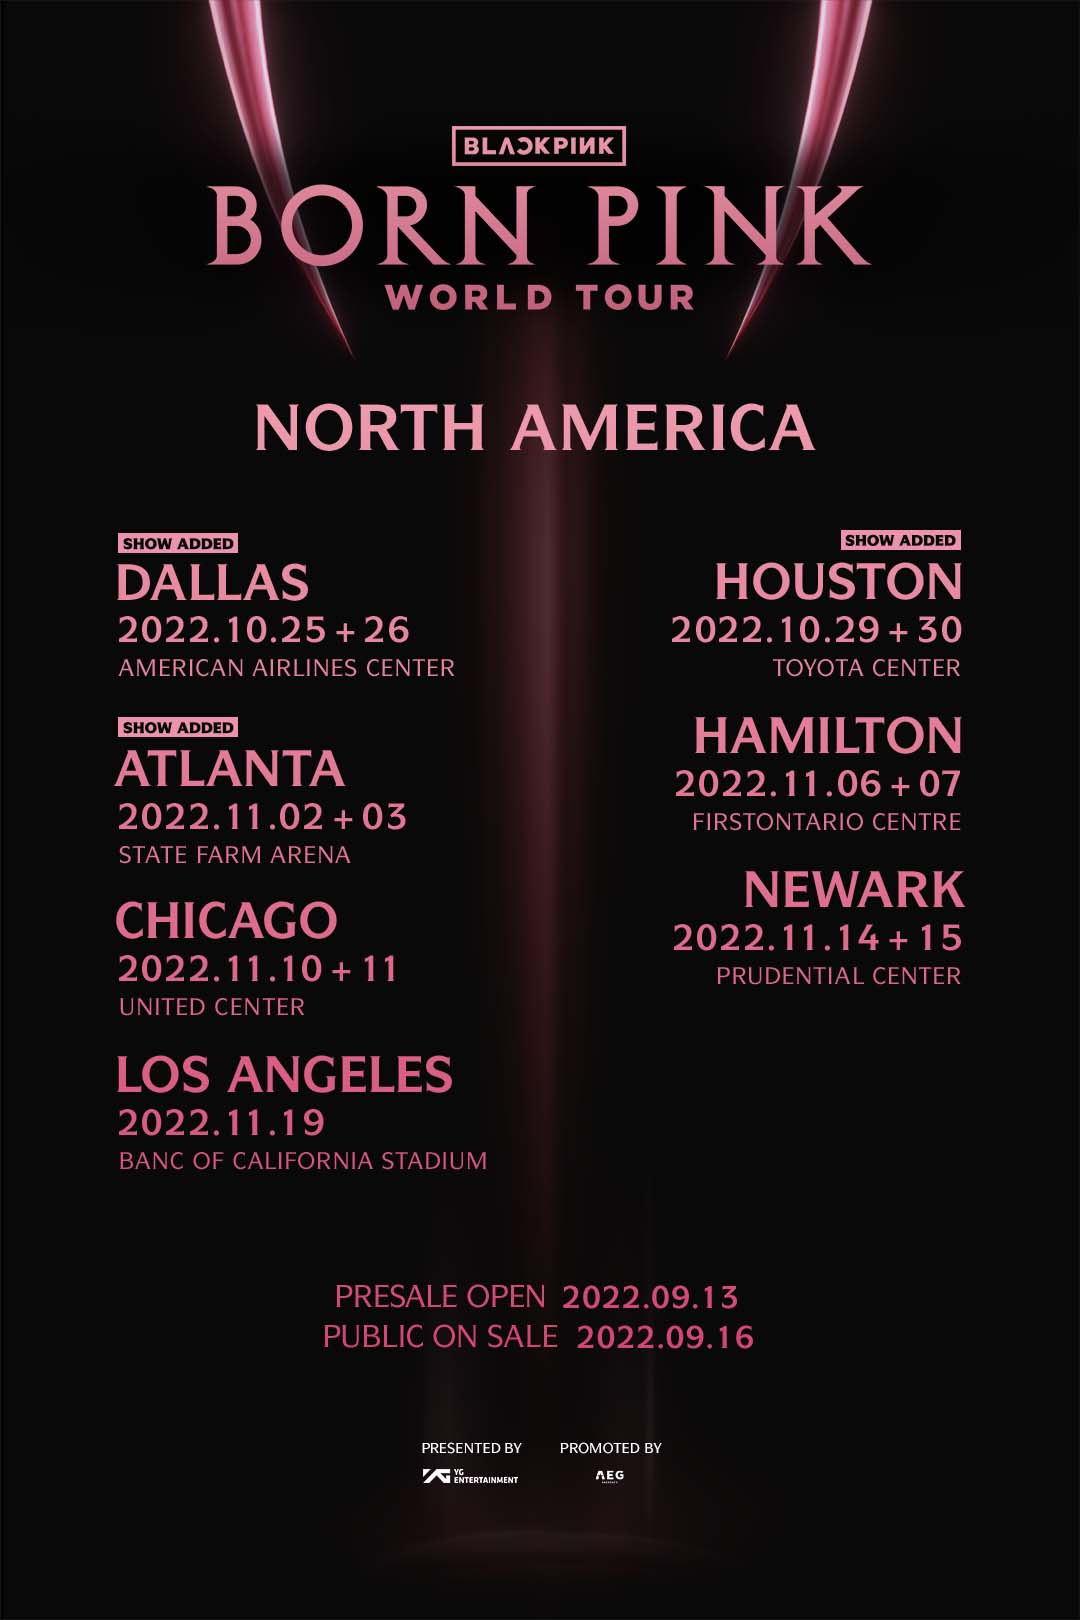 BLACKPINK
BORN PINK
WORLD TOUR
NORTH AMERICA
SHOW ADDED
DALLAS
2022.10.25 + 26
AMERICAN AIRLINES CENTER
SHOW ADDED
HOUSTON
2022.10.29 + 30
TOYOTA CENTER
SHOW ADDED
ATLANTA
2022.11.02 + 03
STATE FARM ARENA
HAMILTON
2022.11.06 + 07
FIRSTONTARIO CENTRE
CHICAGO
2022.11.10 + 11
UNITED CENTER
NEWARK
2022.11.14 + 15
PRUDENTIAL CENTER
LOS ANGELES
2022.11.19
BANC OF CALIFORNIA STADIUM
PRESALE OPEN 2022.09.13
PUBLIC ON SALE 2022.09.16
PRESENTED BY
YG
ENTERTAINMENT
PROMOTED BY
AEG